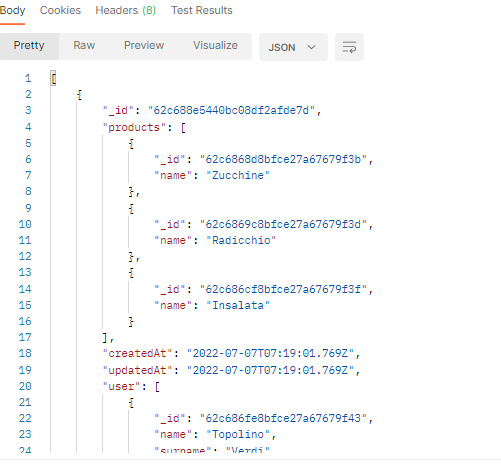 Body Cookies Headers (8) Test Results
Pretty Raw Preview Visualize JSON
1 [
2 {
3 "_id": "62c688e5440bc08df2afde7d",
4 "products": [
5 {
6 "_id": "62c6868d8bfce27a67679f3b",
7 "name": "Zucchine"
8 },
9 {
10 "_id": "62c6869c8bfce27a67679f3d",
11 "name": "Radicchio"
12 },
13 {
14 "_id": "62c686cf8bfce27a67679f3f",
15 "name": "Insalata"
16 }
17 ],
18 "createdAt": "2022-07-07T07:19:01.769Z",
19 "updatedAt": "2022-07-07T07:19:01.769Z",
20 "user": [
21 {
22 "_id": "62c686fe8bfce27a67679f43",
23 "name": "Topolino",
24 "surname": "Verdi"